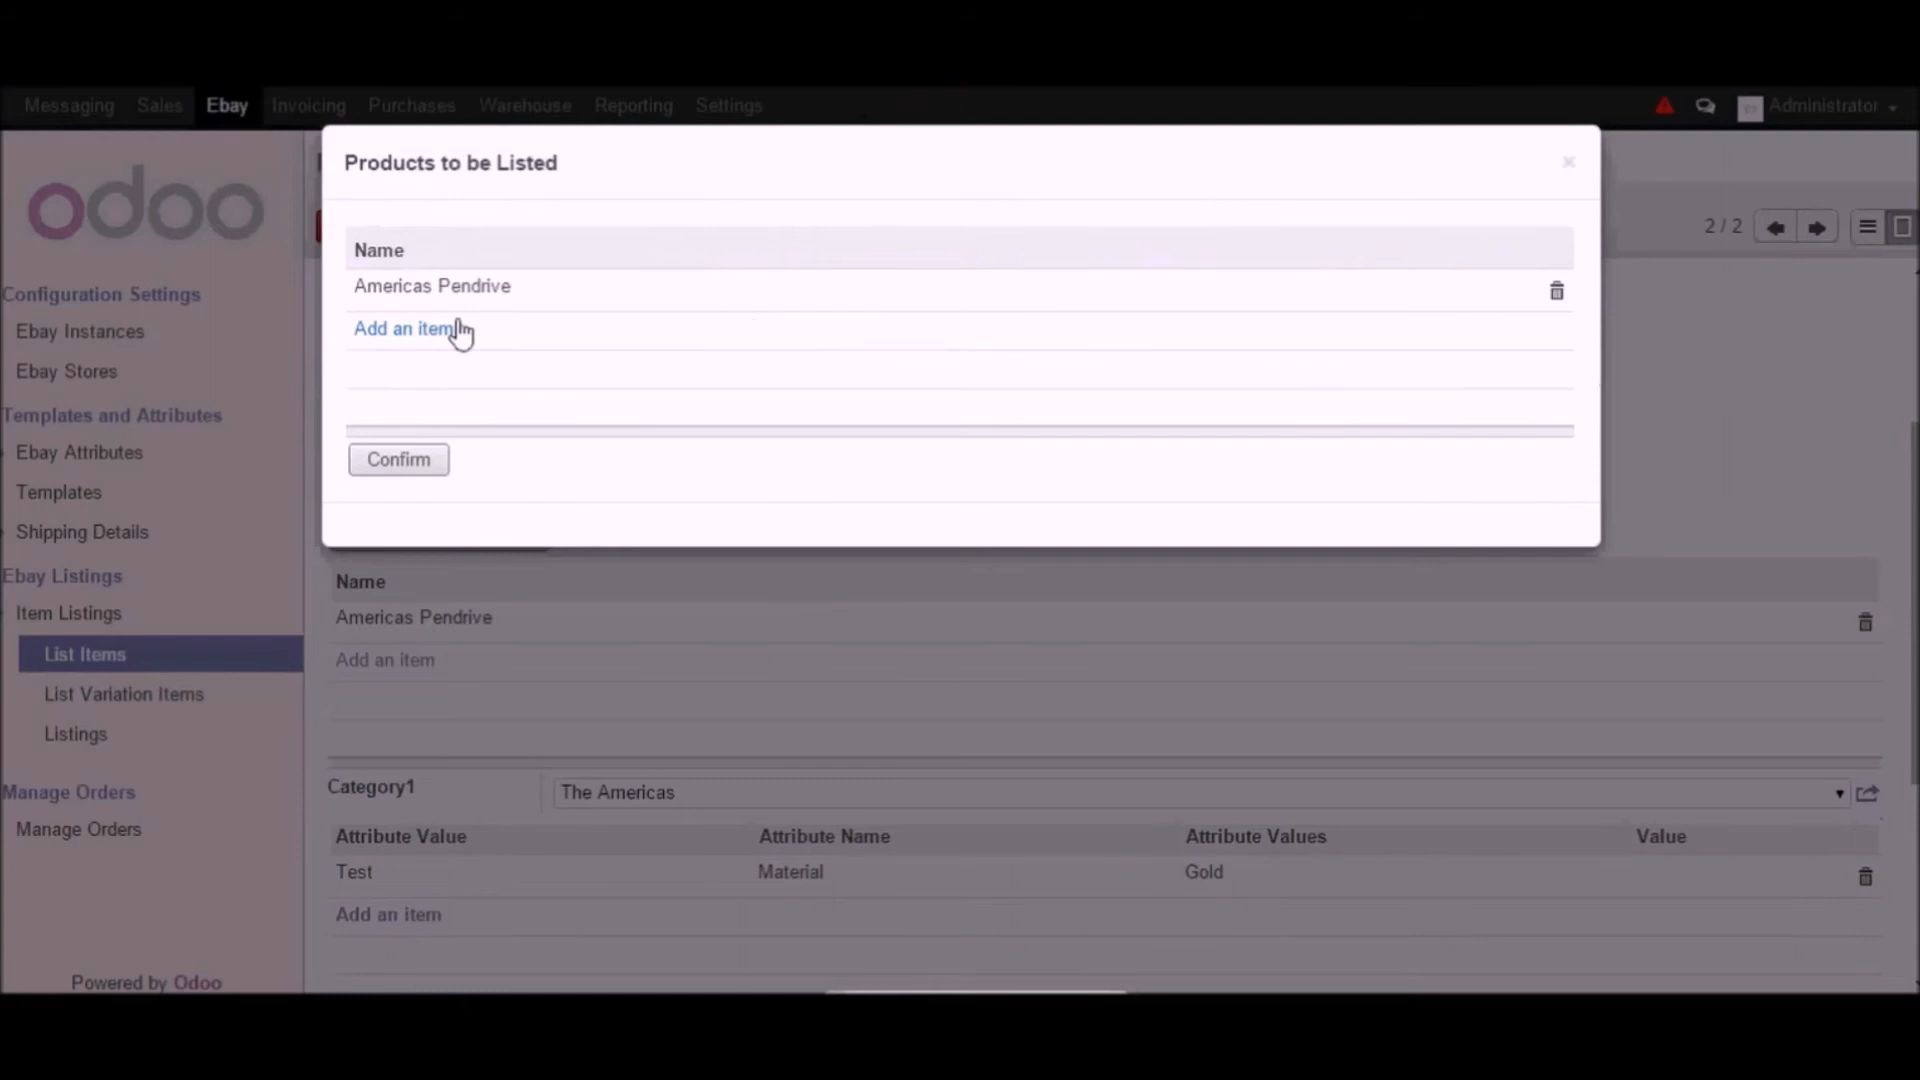 Messaging Sales Ebay Invoicing Purchases Warehouse Reporting Settings Administrator
odoo
Products to be Listed
2 / 2
Name
Americas Pendrive
Add an item
Confirm
Configuration Settings
Ebay Instances
Ebay Stores
Templates and Attributes
Ebay Attributes
Templates
Shipping Details
Ebay Listings
Item Listings
List Items
List Variation Items
Listings
Manage Orders
Manage Orders
Powered by Odoo
Name
Americas Pendrive
Add an item
Category1 The Americas
Attribute Value Attribute Name Attribute Values Value
Test Material Gold
Add an item